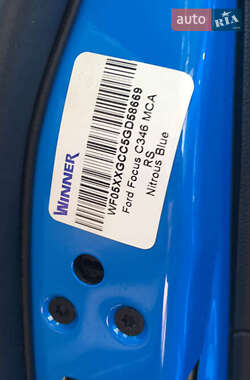 auto RIA
WINNER
WF05XXGCC5GD58669
Ford Focus C346 MCA
RS
Nitrous Blue